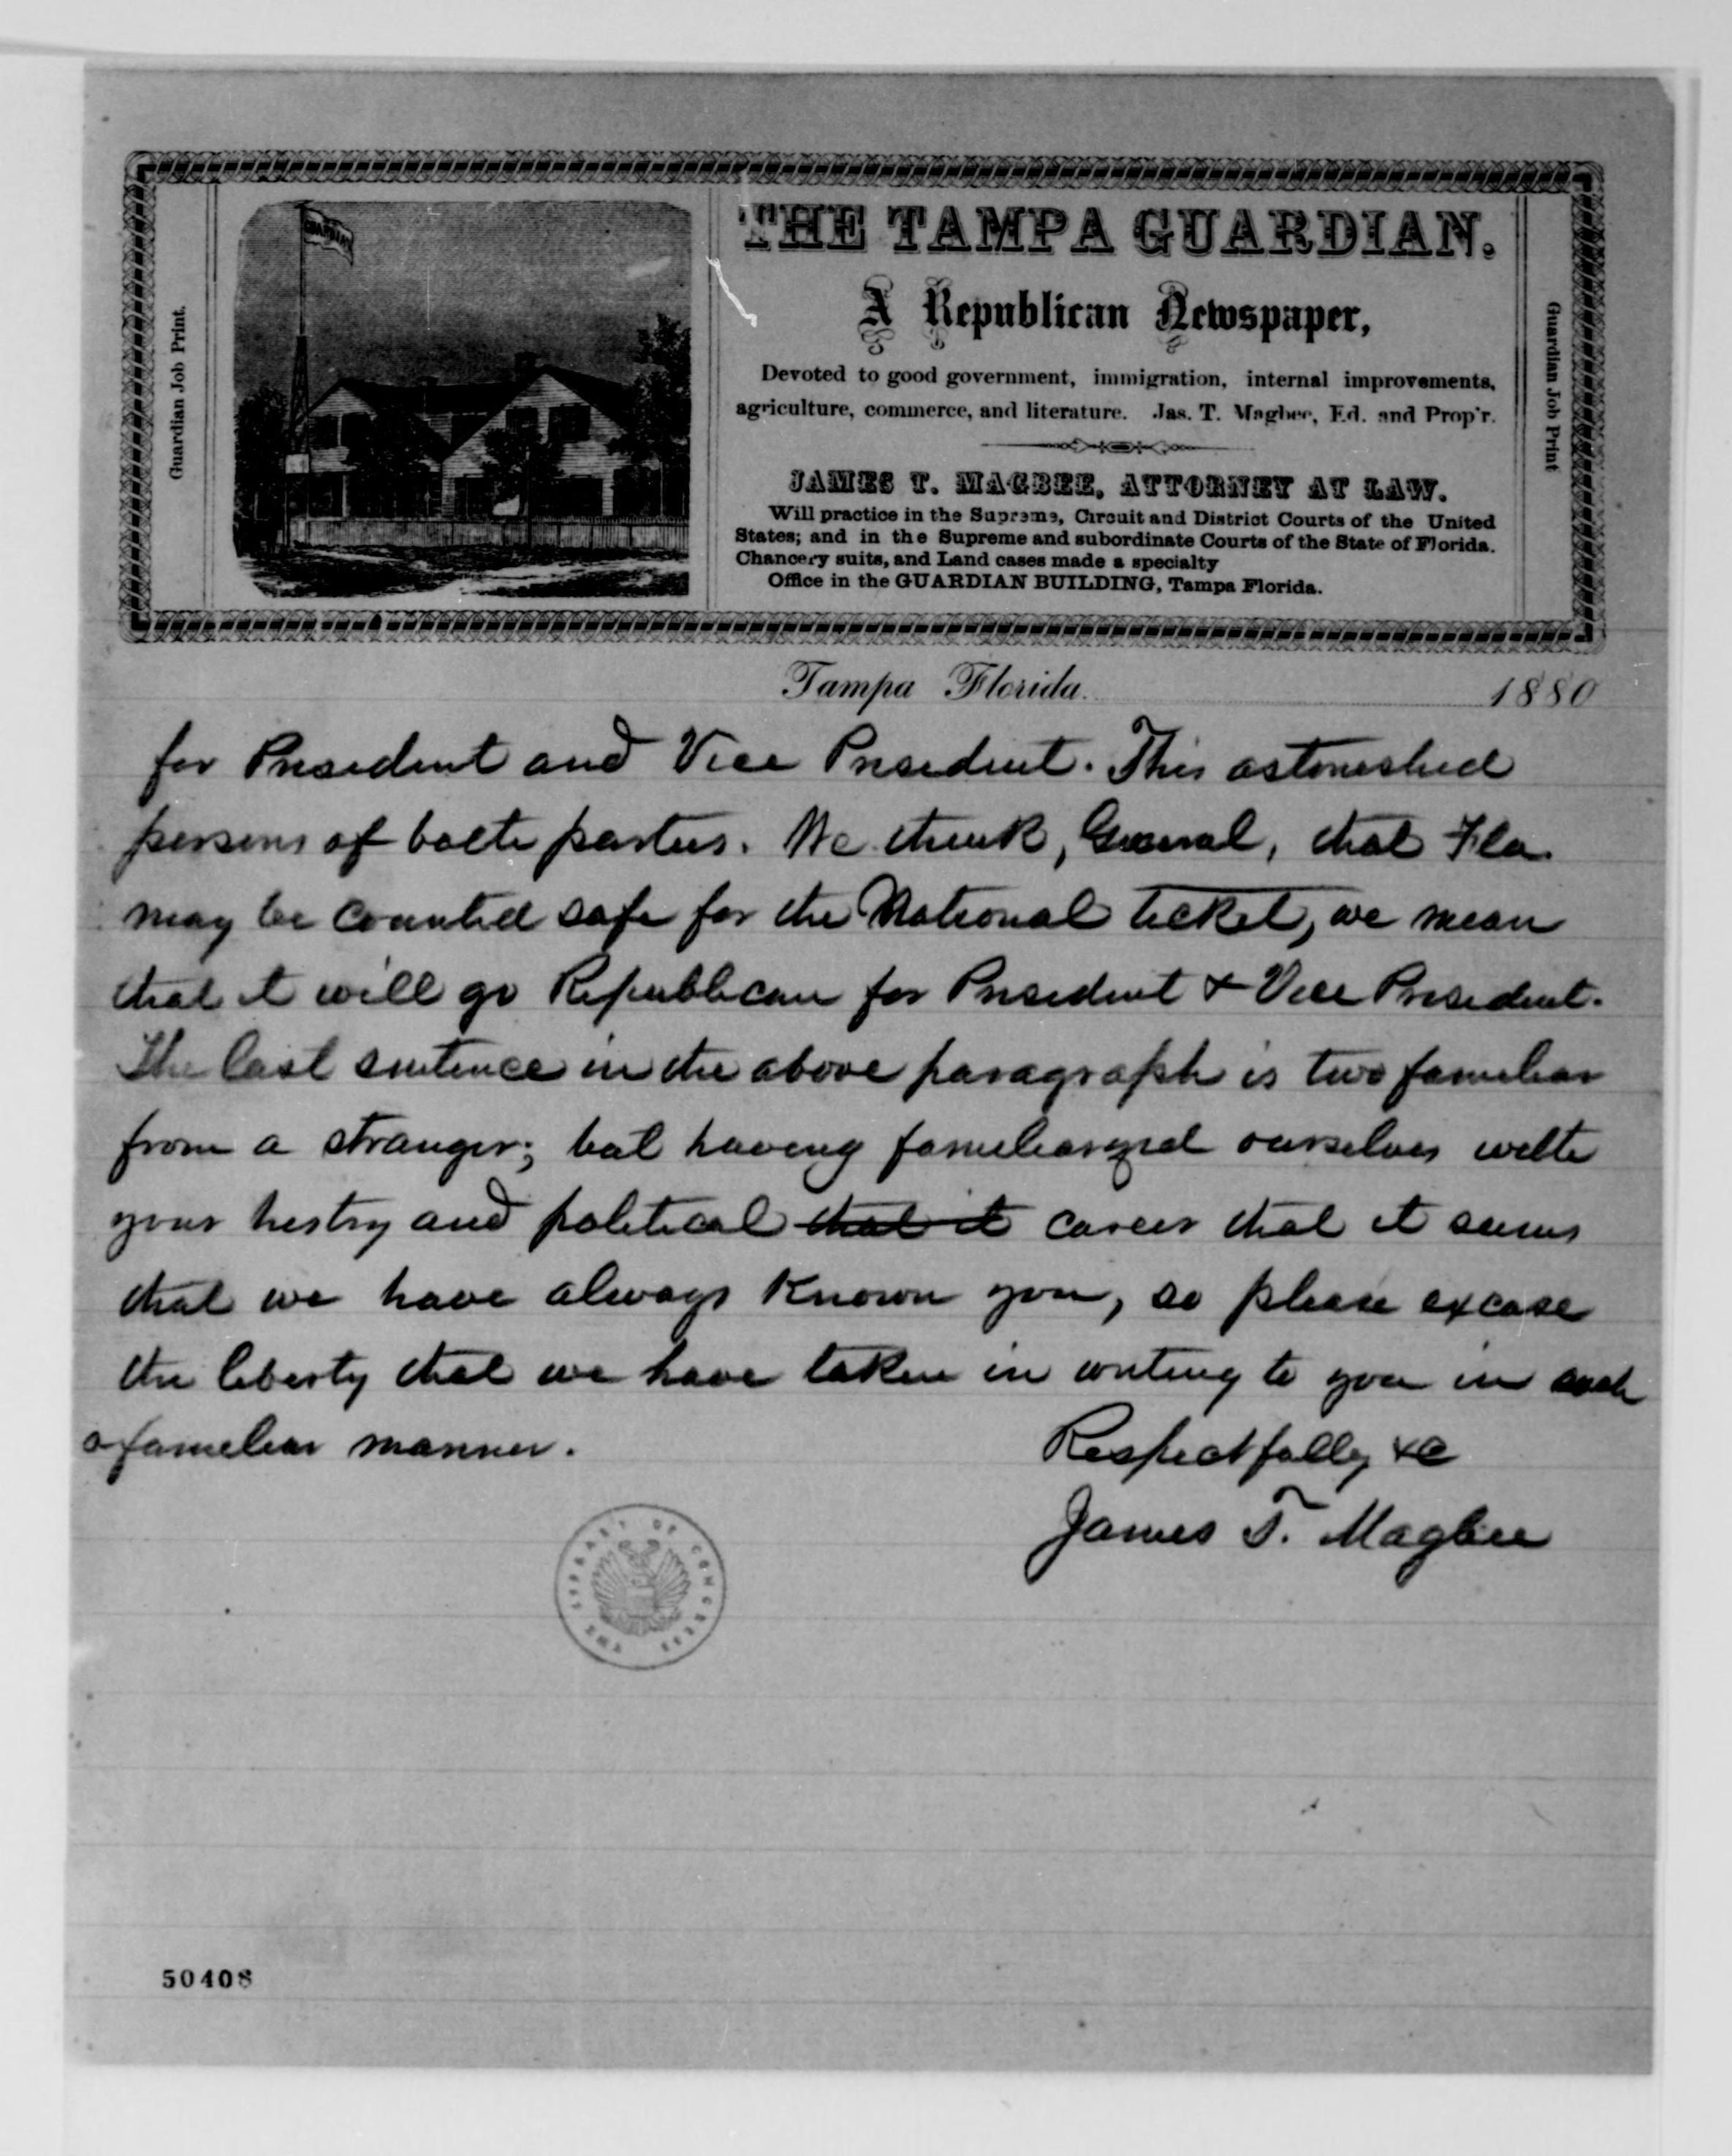 THE TAMPA GUARDIAN.
A Republican Newspaper,
Devoted to good government, immigration, internal improvements,
agriculture, commerce, and literature. Jas. T. Magbee, Ed. and Prop'r.
JAMES T. MAGBEE, ATTORNEY AT LAW.
Will practice in the Supreme, Circuit and District Courts of the United
States; and in the Supreme and subordinate Courts of the State of Florida.
Chancery suits, and Land cases made a specialty
Office in the GUARDIAN BUILDING, Tampa Florida.
Guardian Job Print.
Guardian Job Print
GUARDIAN
Tampa Florida. 1880
for President and Vice President. This astonished
persons of both parties. We think, General, that Fla.
may be counted safe for the National ticket, we mean
that it will go Republican for President & Vice President.
The last sentence in the above paragraph is two familiar
from a stranger; but having familiarized ourselves with
your histry and political that it career that it seems
that we have always known you, so please excuse
the liberty that we have taken in writing to you in such
a familiar manner.
Respectfully &c
James T. Magbee
THE LIBRARY OF CONGRESS
50408